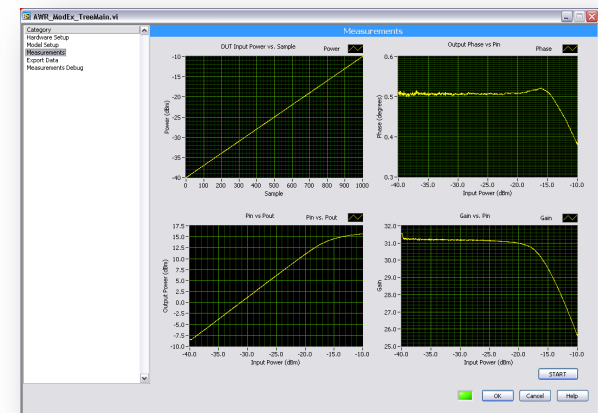 AWR_ModEx_TreeMain.vi
Category
Hardware Setup
Model Setup
Measurements
Export Data
Measurements Debug
Measurements
DUT Input Power vs. Sample
Power
-10
-15
-20
-25
-30
-35
-40
Power (dBm)
0 100 200 300 400 500 600 700 800 900 1000
Sample
Output Phase vs Pin
Phase
0.6
0.5
0.4
0.3
Phase (degrees)
-40.0 -35.0 -30.0 -25.0 -20.0 -15.0 -10.0
Input Power (dBm)
Pin vs Pout
Pin vs. Pout
17.5
15.0
12.5
10.0
7.5
5.0
2.5
0.0
-2.5
-5.0
-7.5
-10.0
Output Power (dBm)
-40.0 -35.0 -30.0 -25.0 -20.0 -15.0 -10.0
Input Power (dBm)
Gain vs. Pin
Gain
32.0
31.0
30.0
29.0
28.0
27.0
26.0
25.0
Gain
-40.0 -35.0 -30.0 -25.0 -20.0 -15.0 -10.0
Input Power (dBm)
START
OK Cancel Help